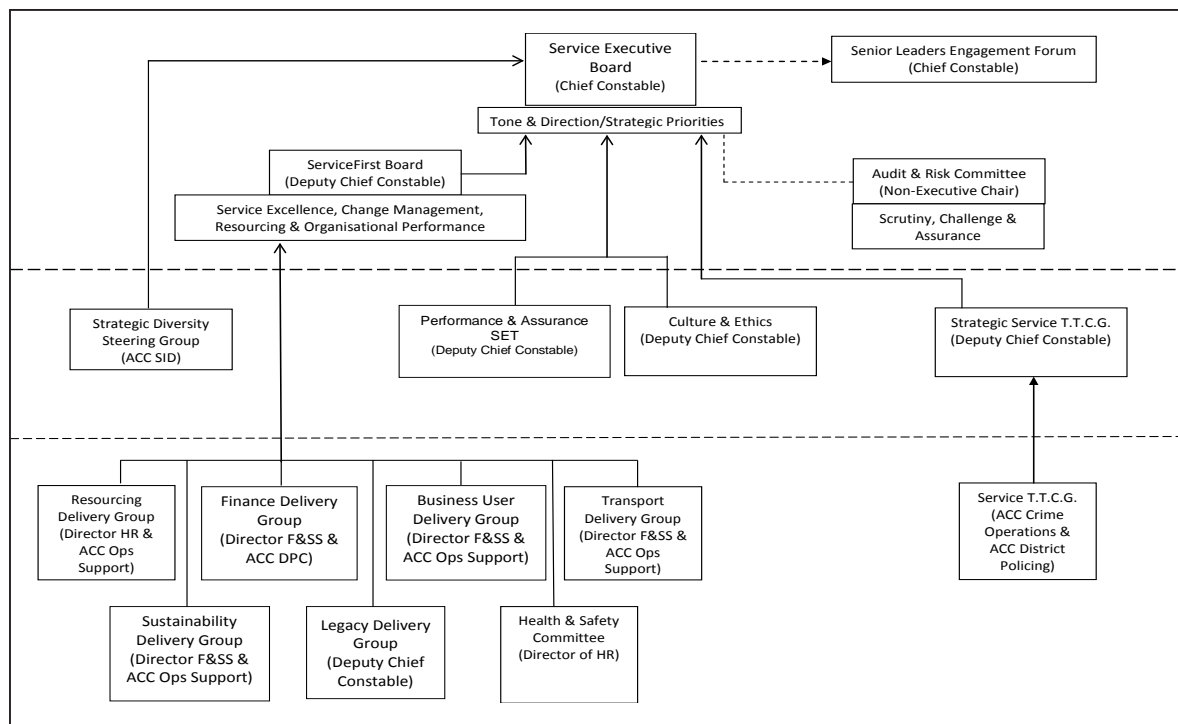 Service Executive
Board
(Chief Constable)
Senior Leaders Engagement Forum
(Chief Constable)
Tone & Direction/Strategic Priorities
ServiceFirst Board
(Deputy Chief Constable)
Service Excellence, Change Management,
Resourcing & Organisational Performance
Audit & Risk Committee
(Non-Executive Chair)
Scrutiny, Challenge &
Assurance
Strategic Diversity
Steering Group
(ACC SID)
Performance & Assurance
SET
(Deputy Chief Constable)
Culture & Ethics
(Deputy Chief Constable)
Strategic Service T.T.C.G.
(Deputy Chief Constable)
Resourcing
Delivery Group
(Director HR &
ACC Ops
Support)
Finance Delivery
Group
(Director F&SS &
ACC DPC)
Business User
Delivery Group
(Director F&SS &
ACC Ops Support)
Transport
Delivery Group
(Director F&SS &
ACC Ops
Support)
Service T.T.C.G.
(ACC Crime
Operations &
ACC District
Policing)
Sustainability
Delivery Group
(Director F&SS &
ACC Ops Support)
Legacy Delivery
Group
(Deputy Chief
Constable)
Health & Safety
Committee
(Director of HR)